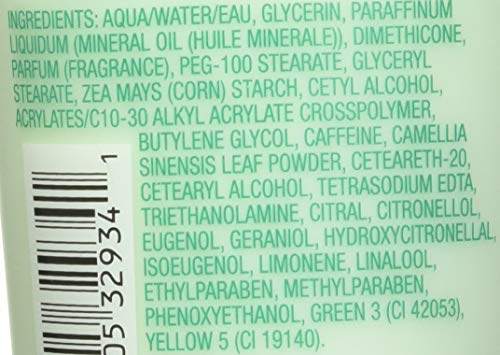 INGREDIENTS: AQUA/WATER/EAU, GLYCERIN, PARAFFINUM
LIQUIDUM (MINERAL OIL (HUILE MINERALE)), DIMETHICONE,
PARFUM (FRAGRANCE), PEG-100 STEARATE, GLYCERYL
STEARATE, ZEA MAYS (CORN) STARCH, CETYL ALCOHOL,
ACRYLATES/C10-30 ALKYL ACRYLATE CROSSPOLYMER,
BUTYLENE GLYCOL, CAFFEINE, CAMELLIA
SINENSIS LEAF POWDER, CETEARETH-20,
CETEARYL ALCOHOL, TETRASODIUM EDTA,
TRIETHANOLAMINE, CITRAL, CITRONELLOL,
EUGENOL, GERANIOL, HYDROXYCITRONELLAL,
ISOEUGENOL, LIMONENE, LINALOOL,
ETHYLPARABEN, METHYLPARABEN,
PHENOXYETHANOL, GREEN 3 (CI 42053),
YELLOW 5 (CI 19140).
05 32934 1